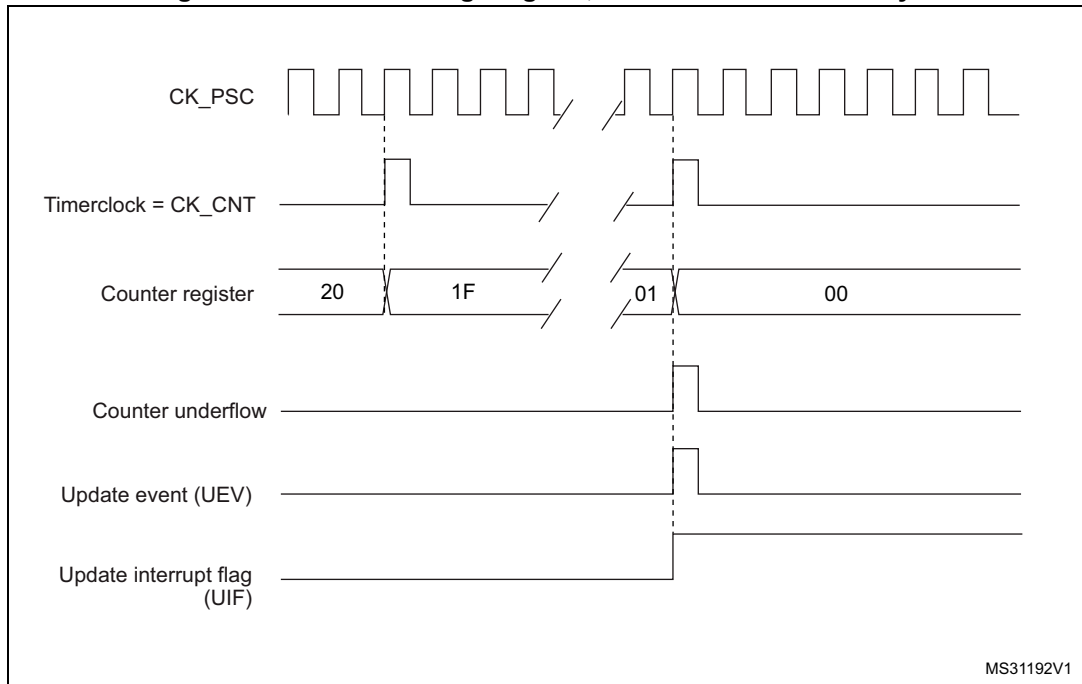 CK_PSC
Timerclock = CK_CNT
Counter register 20 1F 01 00
Counter underflow
Update event (UEV)
Update interrupt flag
(UIF)
MS31192V1